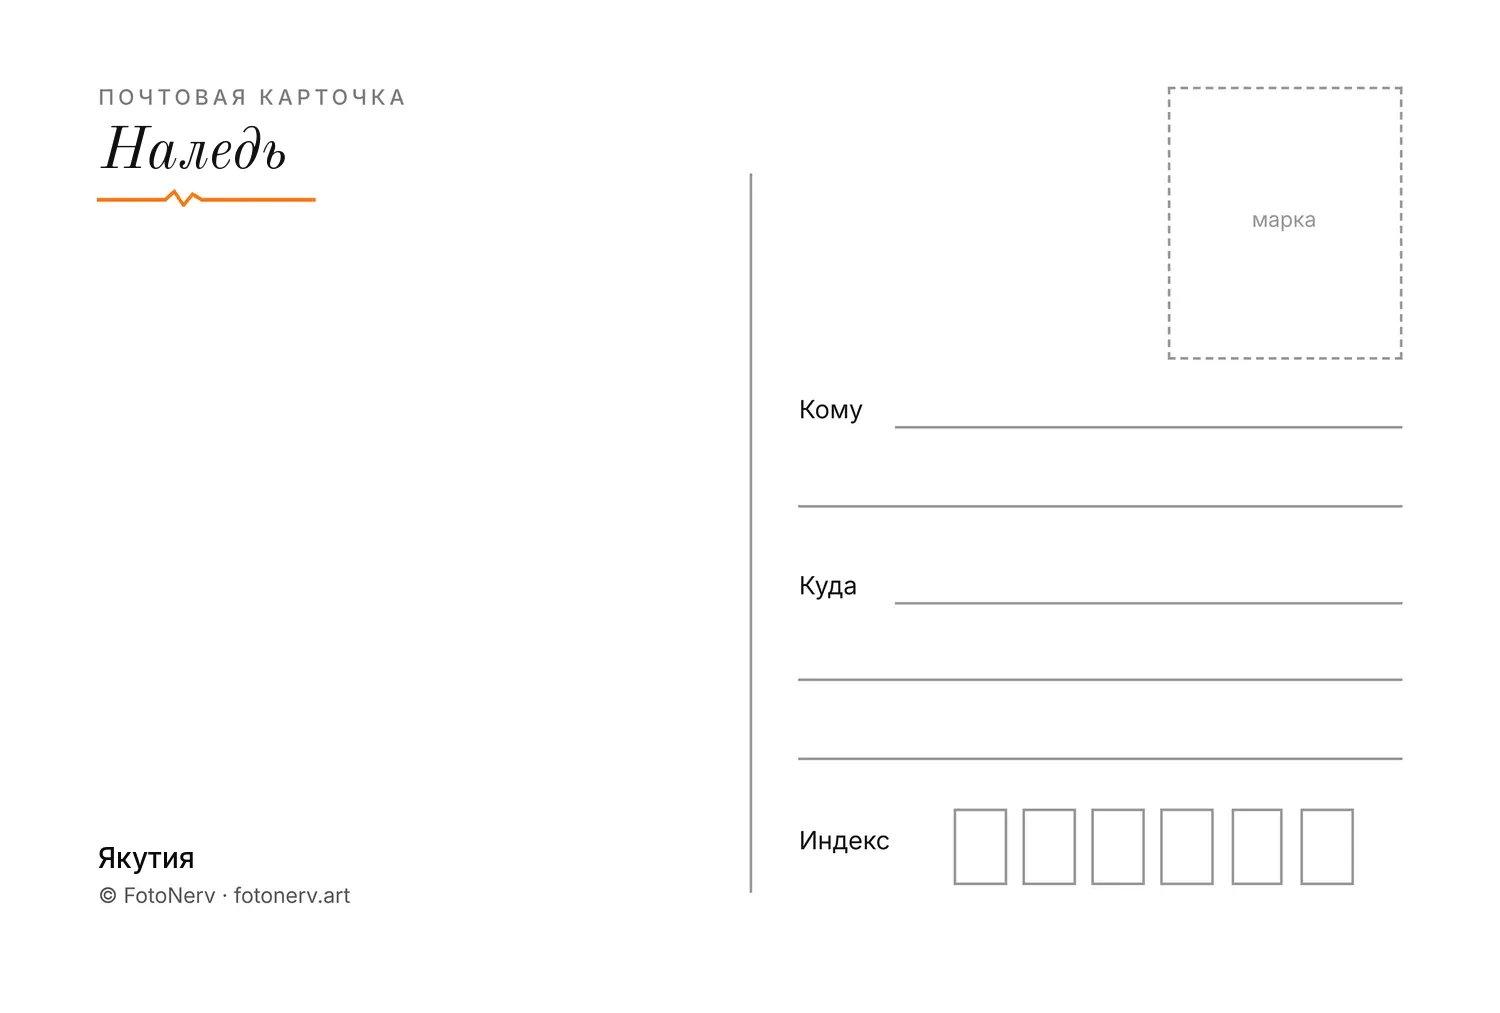 ПОЧТОВАЯ КАРТОЧКА
Наледь
марка
Кому
Куда
Индекс
Якутия
© FotoNerv · fotonerv.art